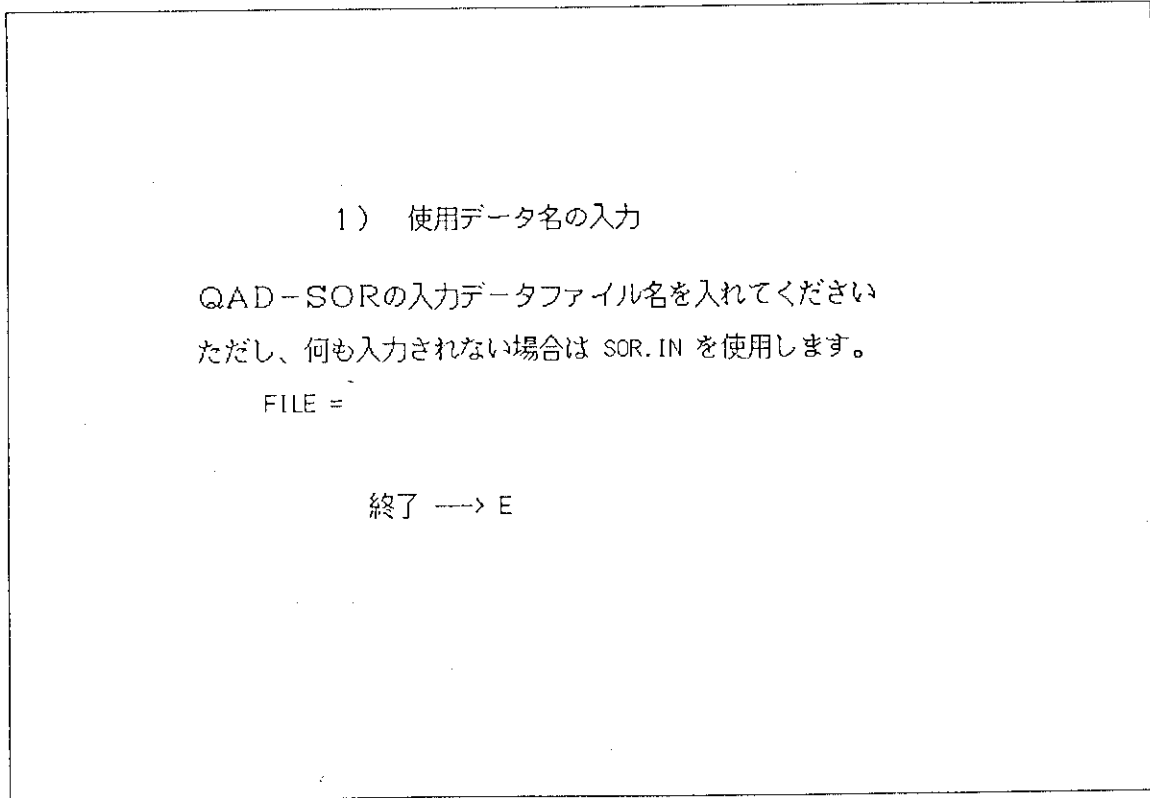 1)　使用データ名の入力
QAD-SORの入力データファイル名を入れてください
ただし、何も入力されない場合は SOR.IN を使用します。
FILE =
終了 ---> E